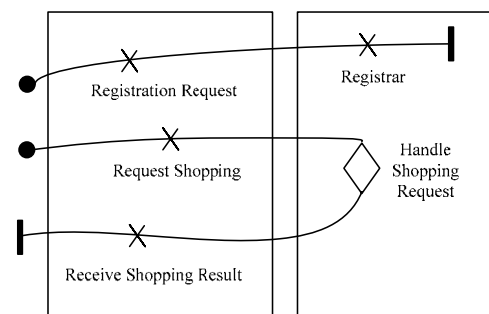 Registration Request
Registrar
Request Shopping
Handle
Shopping
Request
Receive Shopping Result